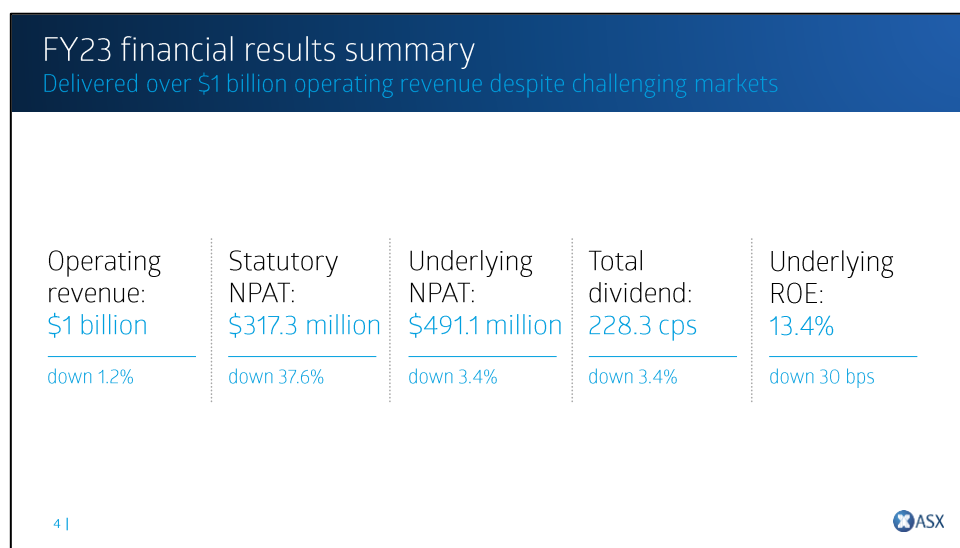 FY23 financial results summary
Delivered over $1 billion operating revenue despite challenging markets
Operating
revenue:
$1 billion
down 1.2%
Statutory
NPAT:
$317.3 million
down 37.6%
Underlying
NPAT:
$491.1 million
down 3.4%
Total
dividend:
228.3 cps
down 3.4%
Underlying
ROE:
13.4%
down 30 bps
4 |
ASX